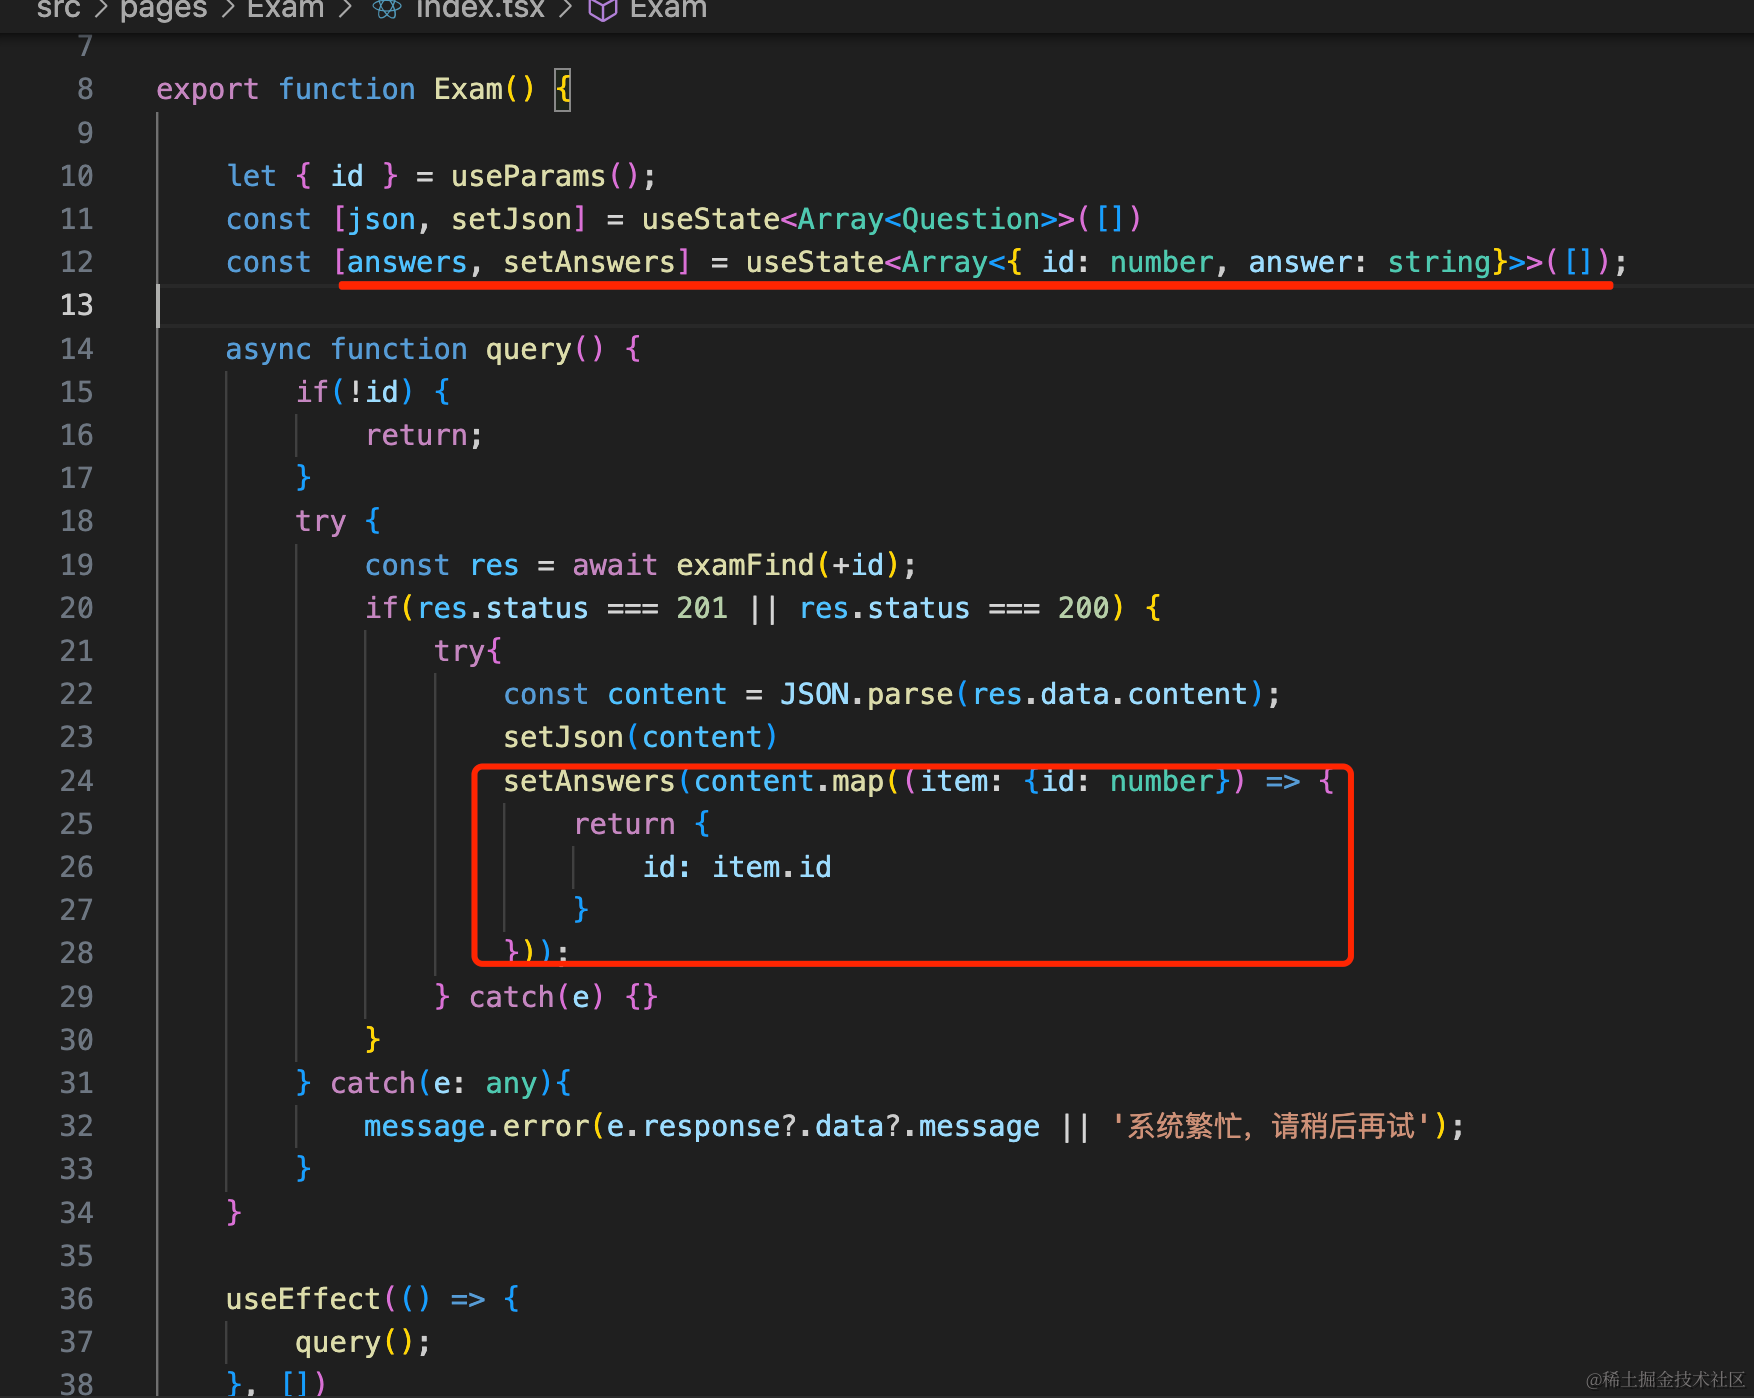 src > pages > Exam > index.tsx > Exam
7
8 export function Exam() {
9
10 let { id } = useParams();
11 const [json, setJson] = useState<Array<Question>>([])
12 const [answers, setAnswers] = useState<Array<{ id: number, answer: string}>>([]);
13
14 async function query() {
15 if(!id) {
16 return;
17 }
18 try {
19 const res = await examFind(+id);
20 if(res.status === 201 || res.status === 200) {
21 try{
22 const content = JSON.parse(res.data.content);
23 setJson(content)
24 setAnswers(content.map((item: {id: number}) => {
25 return {
26 id: item.id
27 }
28 }));
29 } catch(e) {}
30 }
31 } catch(e: any){
32 message.error(e.response?.data?.message || '系统繁忙，请稍后再试');
33 }
34 }
35
36 useEffect(() => {
37 query();
38 }, [])
@稀土掘金技术社区